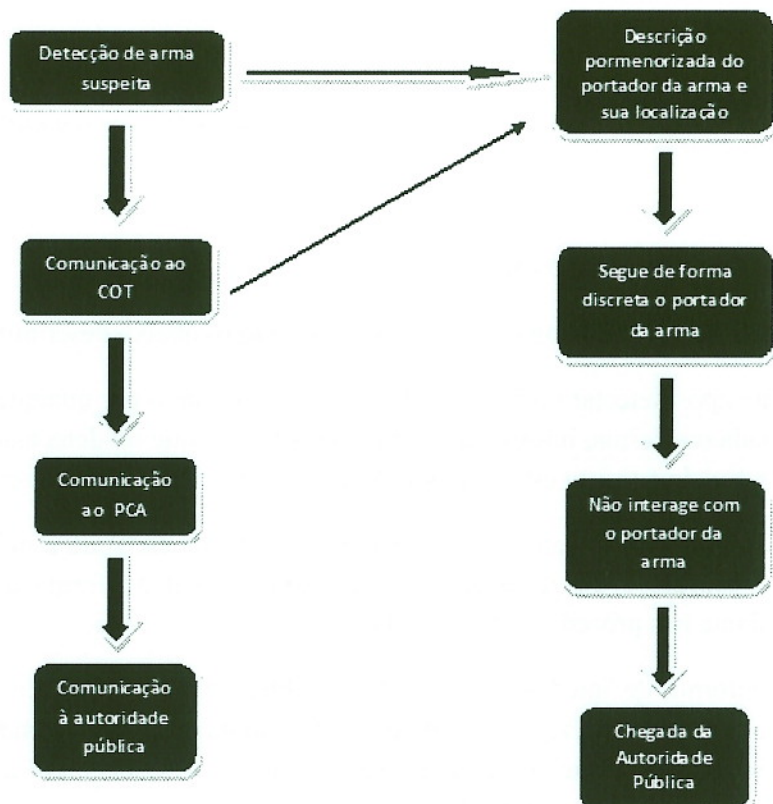 Detecção de arma
suspeita
Comunicação ao
COT
Comunicação
ao PCA
Comunicação
à autoridade
pública
Descrição
pormenorizada do
portador da arma e
sua localização
Segue de forma
discreta o portador
da arma
Não interage com
o portador da
arma
Chegada da
Autoridade
Pública